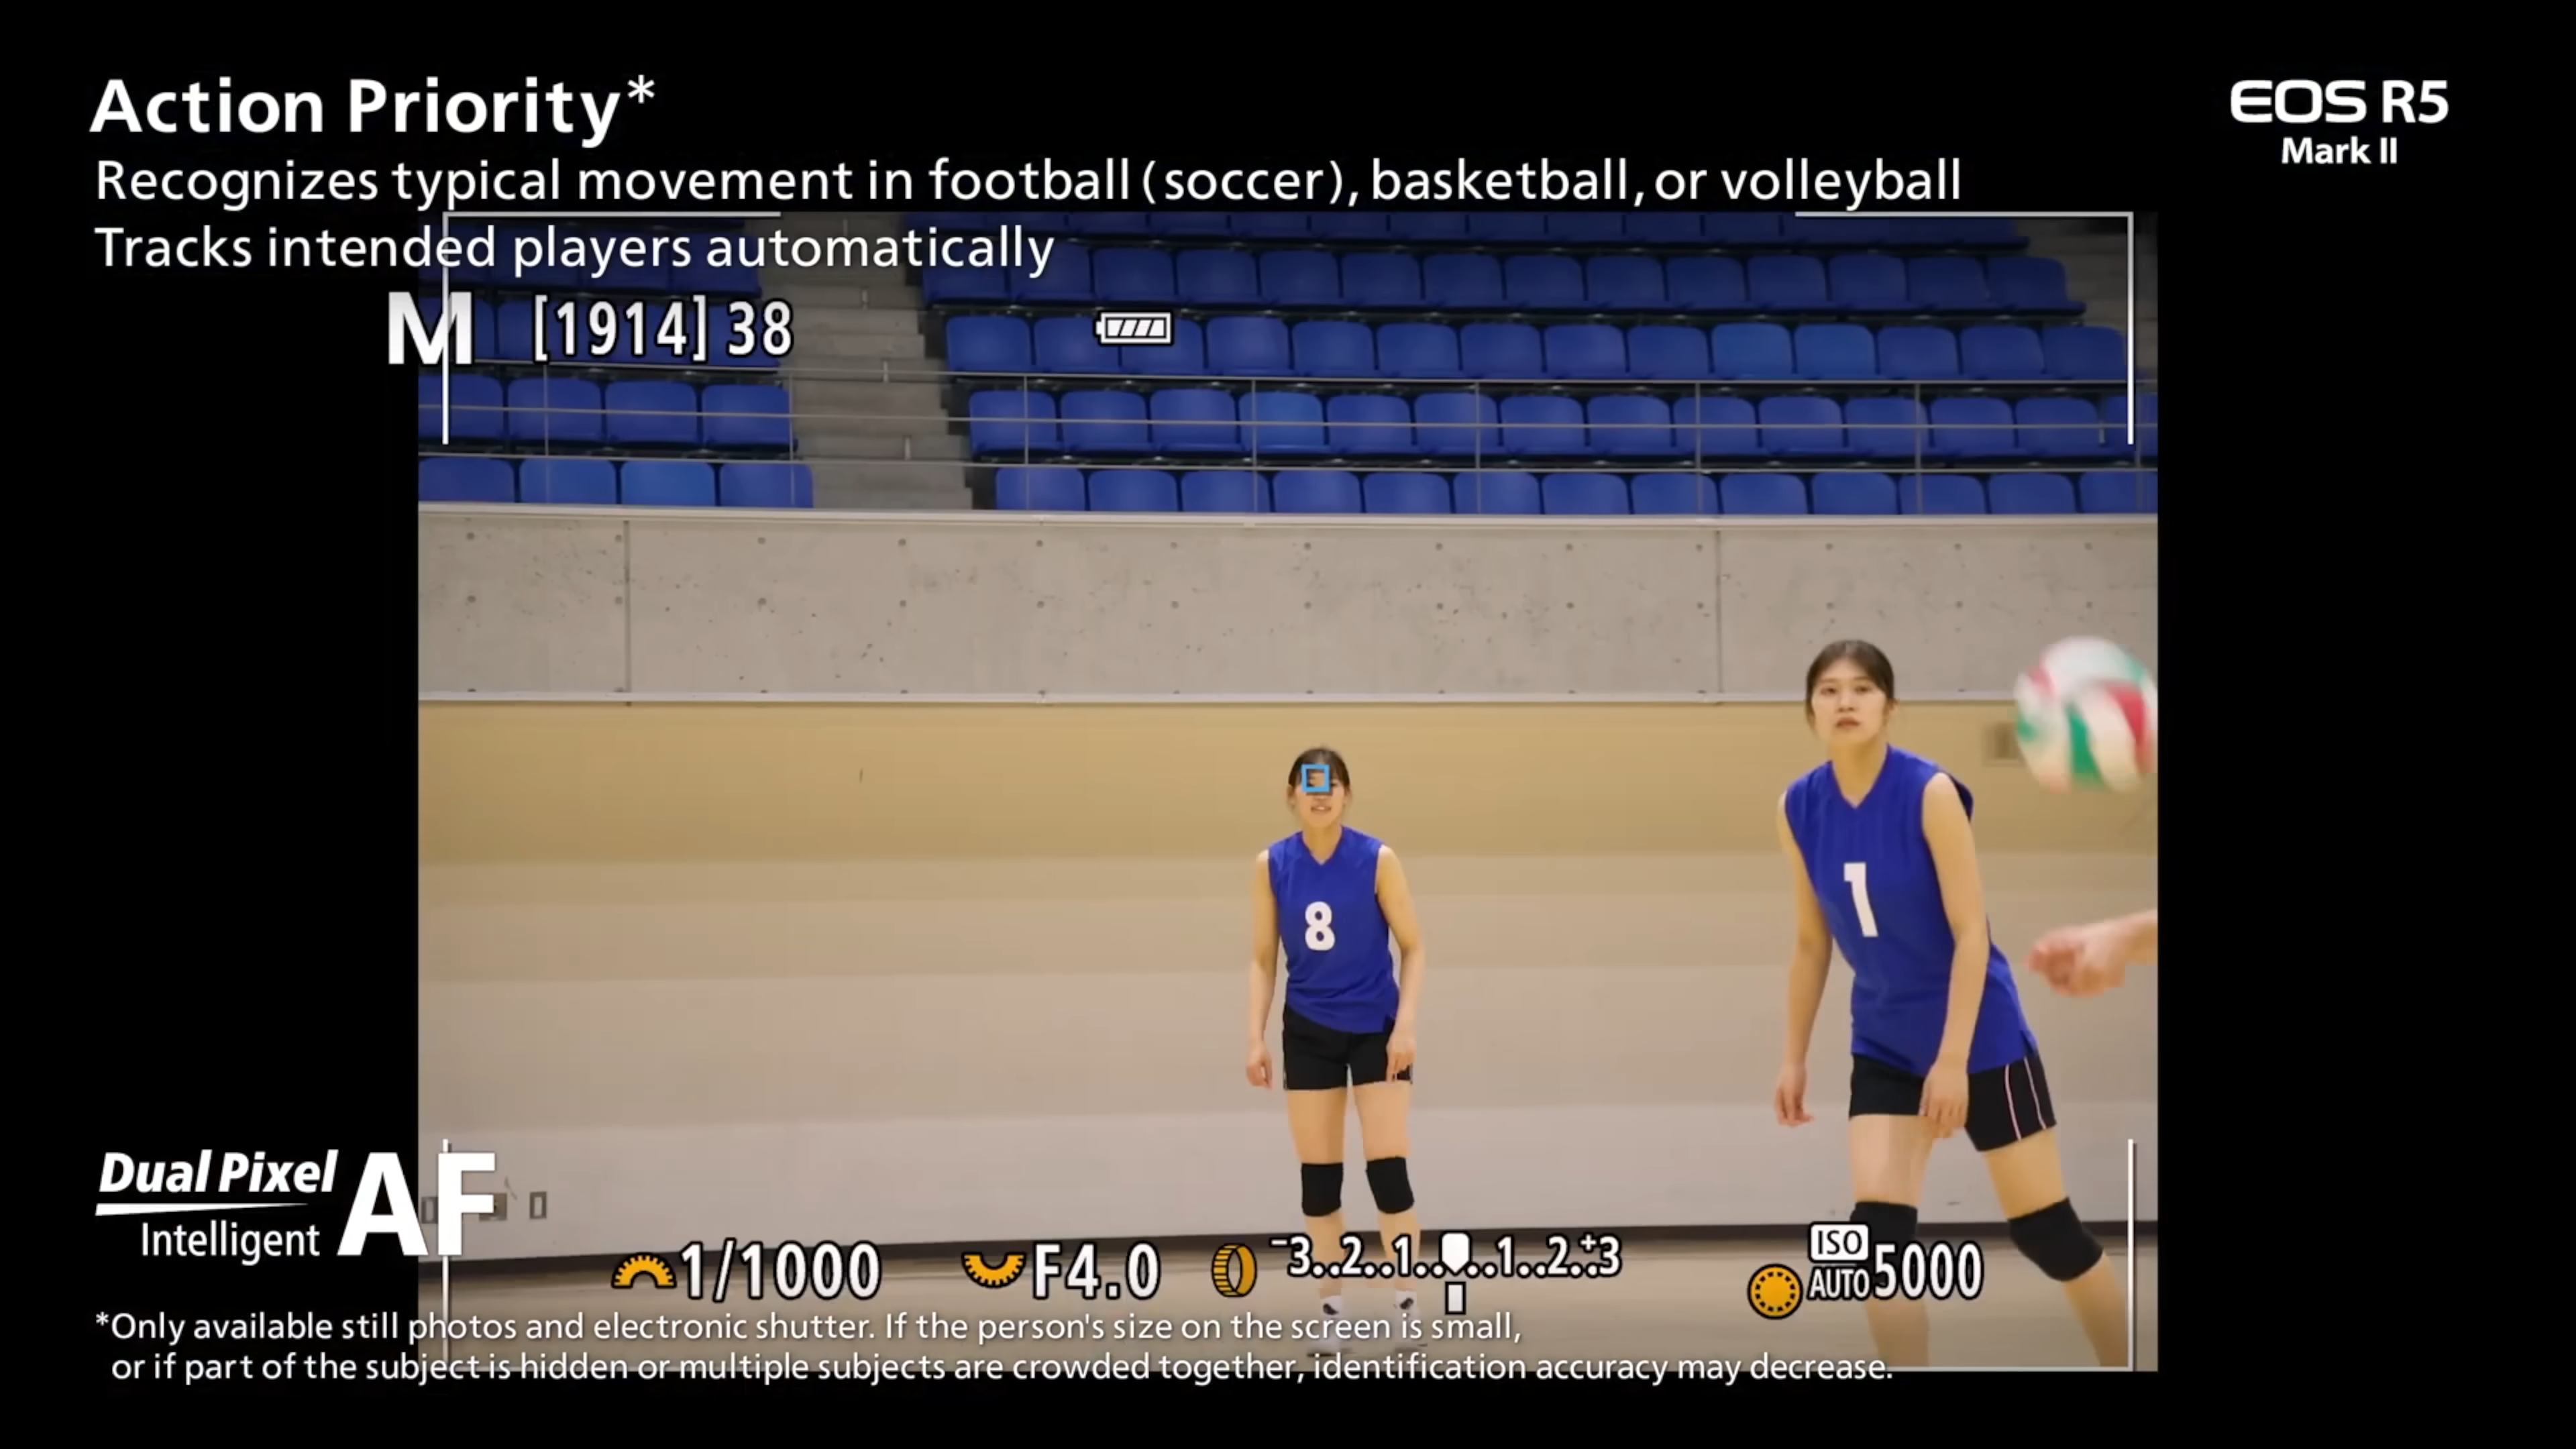 Action Priority*
EOS R5
Mark II
Recognizes typical movement in football (soccer), basketball, or volleyball
Tracks intended players automatically
M [1914] 38
8
1
Dual Pixel
Intelligent AF
1/1000 F4.0 -3..2..1....1..2..+3 ISO AUTO 5000
*Only available still photos and electronic shutter. If the person's size on the screen is small,
or if part of the subject is hidden or multiple subjects are crowded together, identification accuracy may decrease.